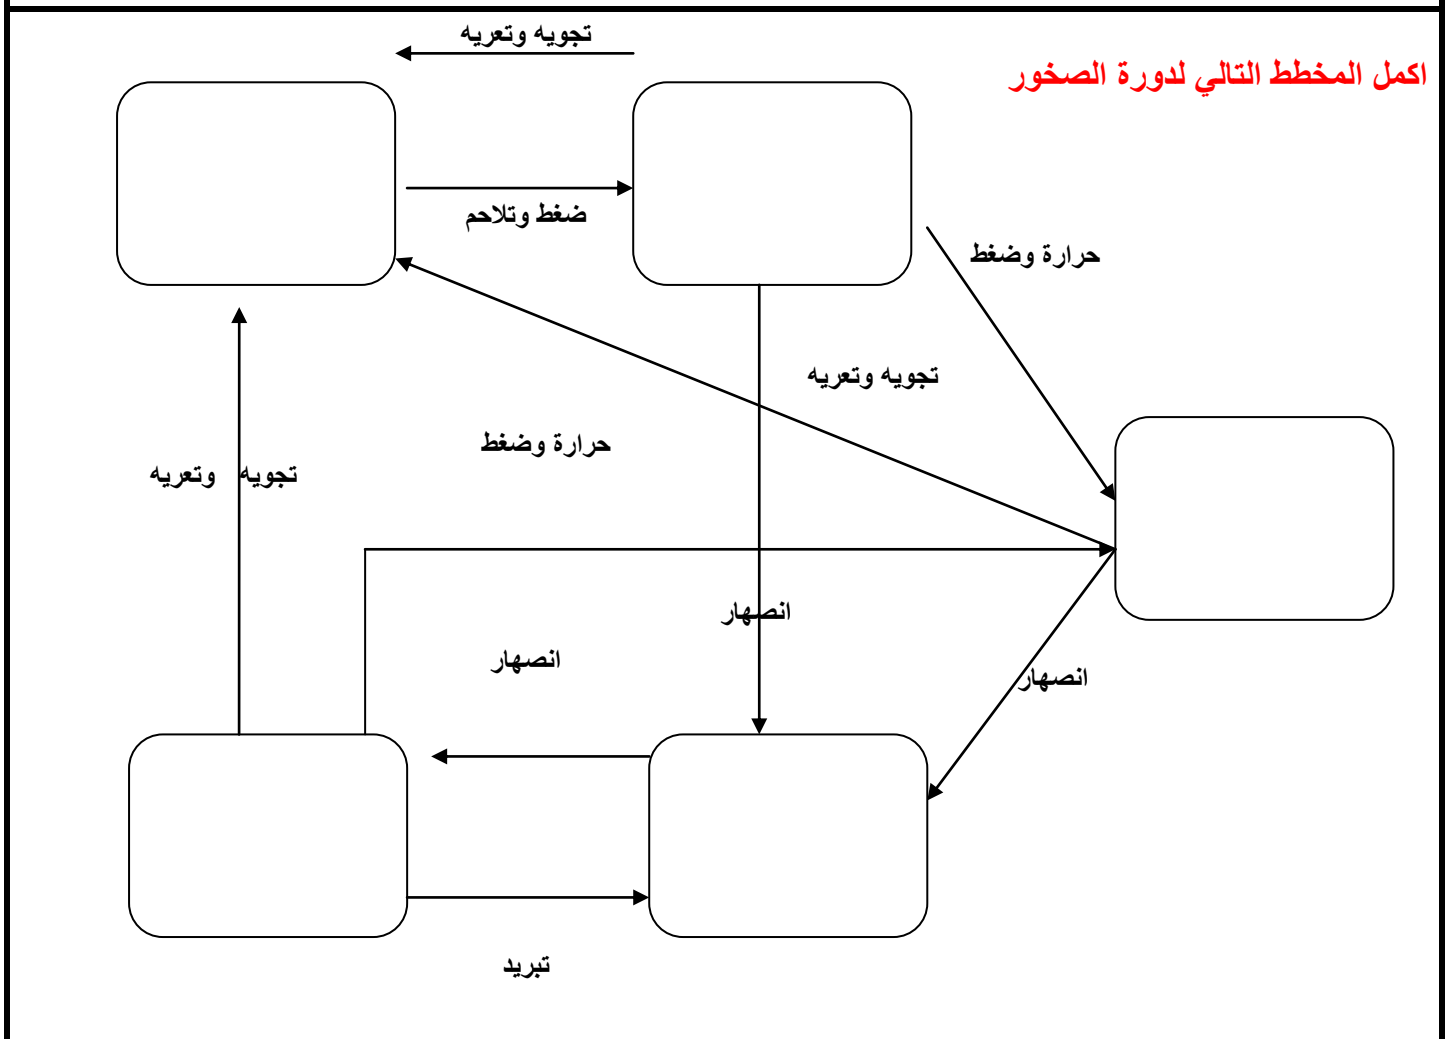 تجويه وتعريه
اكمل المخطط التالي لدورة الصخور
ضغط وتلاحم
حرارة وضغط
تجويه وتعريه
حرارة وضغط
تجويه وتعريه
انصهار
انصهار
انصهار
تبريد